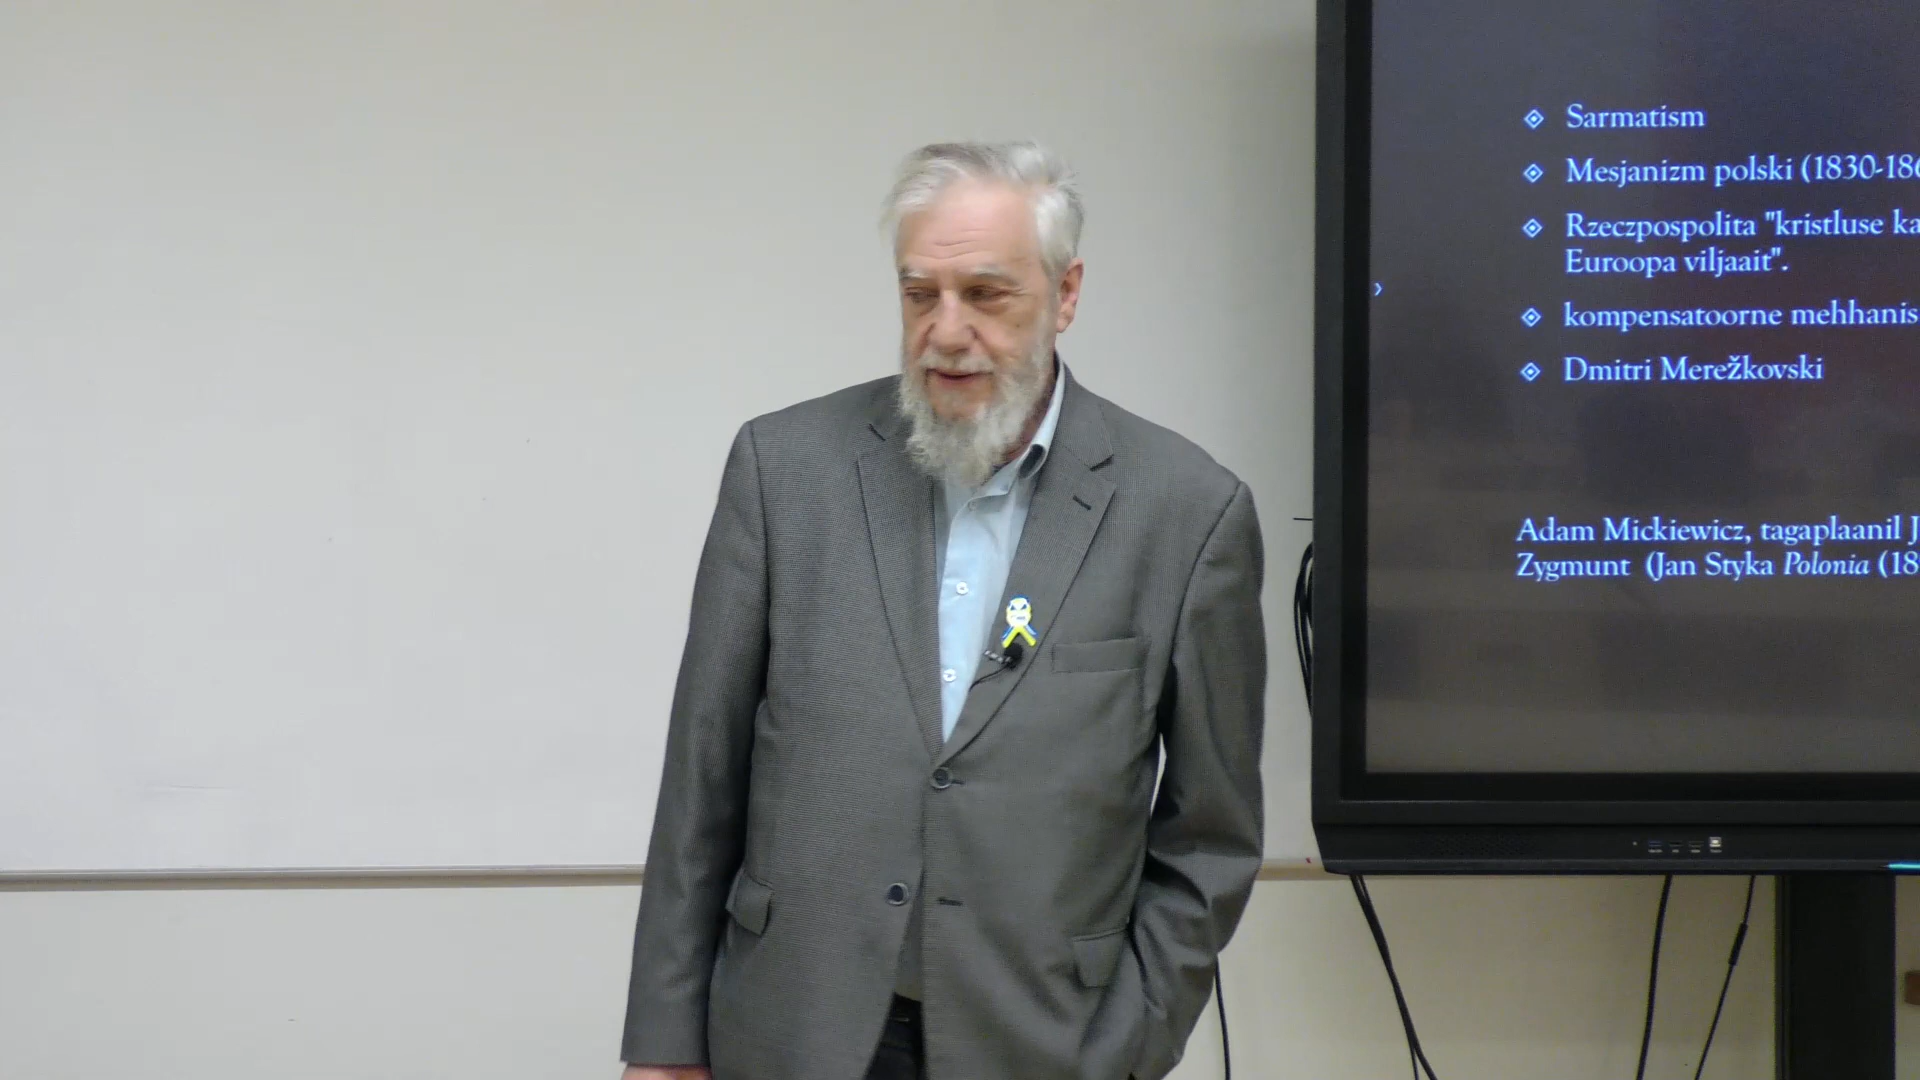 Sarmatism
Mesjanizm polski (1830-186
Rzeczpospolita "kristluse ka
Euroopa viljaait".
kompensatoorne mehhanis
Dmitri Merežkovski
Adam Mickiewicz, tagaplaanil J
Zygmunt (Jan Styka Polonia (18